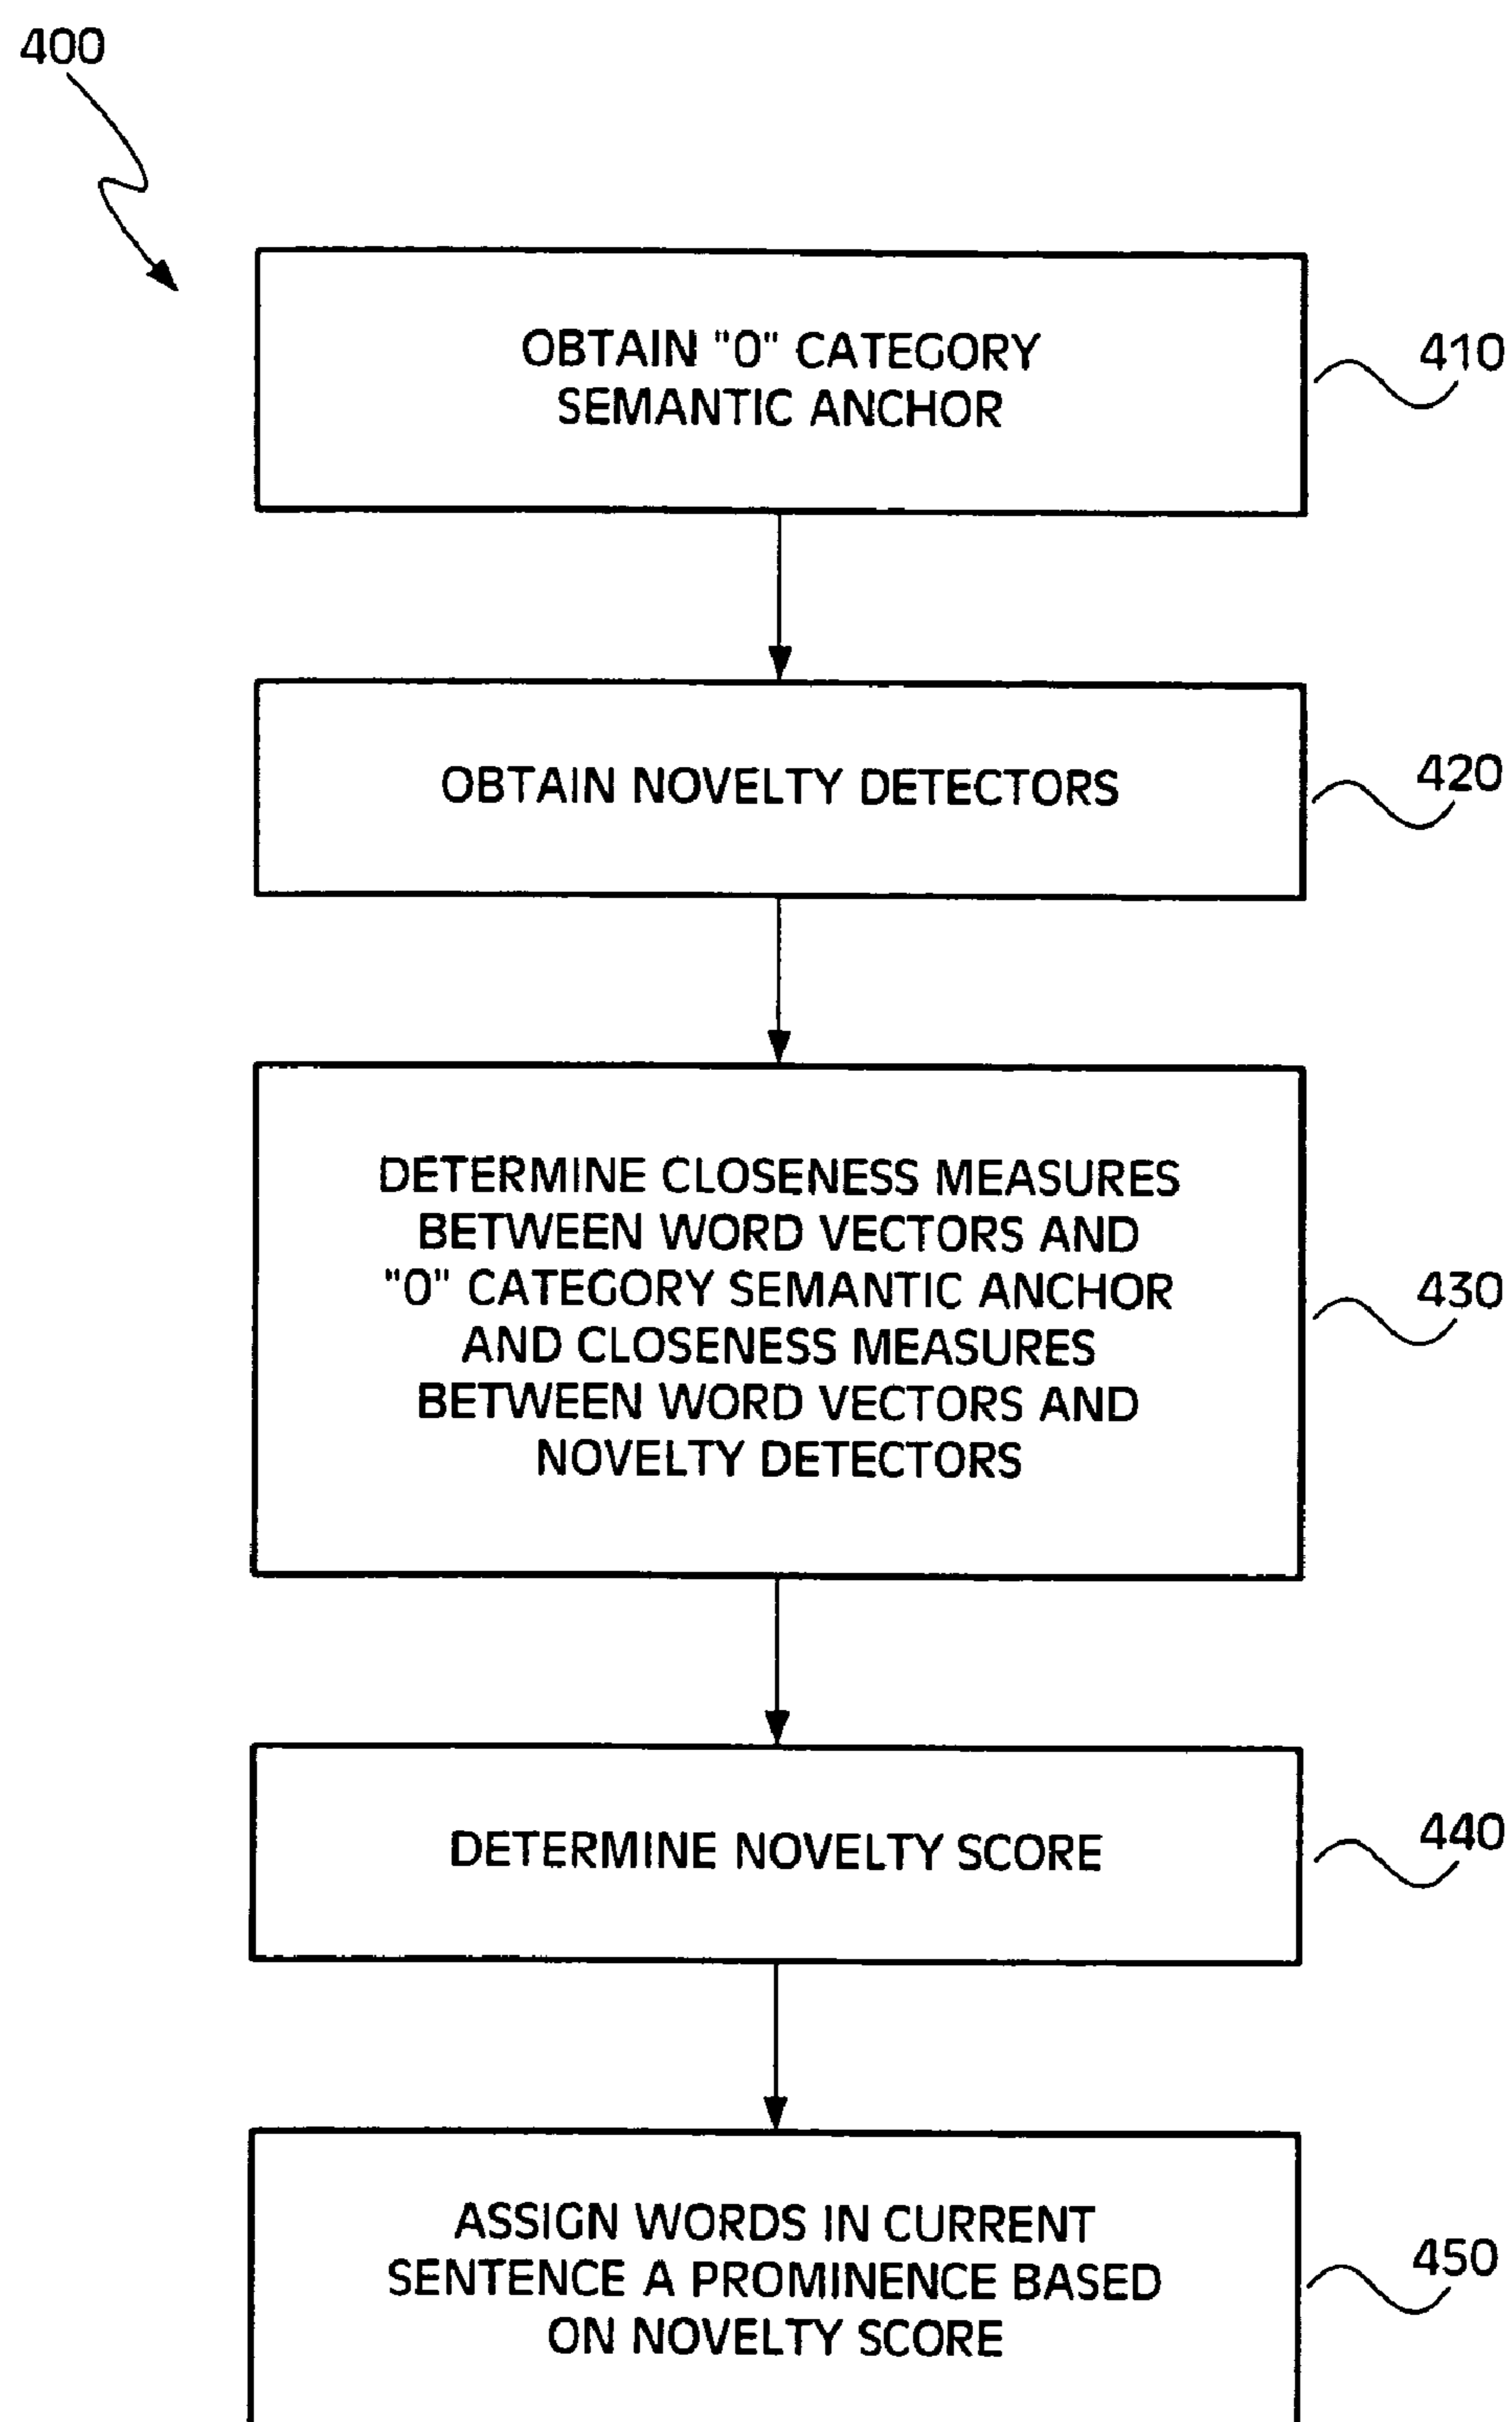 400
OBTAIN "0" CATEGORY
SEMANTIC ANCHOR
410
OBTAIN NOVELTY DETECTORS
420
DETERMINE CLOSENESS MEASURES
BETWEEN WORD VECTORS AND
"0" CATEGORY SEMANTIC ANCHOR
AND CLOSENESS MEASURES
BETWEEN WORD VECTORS AND
NOVELTY DETECTORS
430
DETERMINE NOVELTY SCORE
440
ASSIGN WORDS IN CURRENT
SENTENCE A PROMINENCE BASED
ON NOVELTY SCORE
450